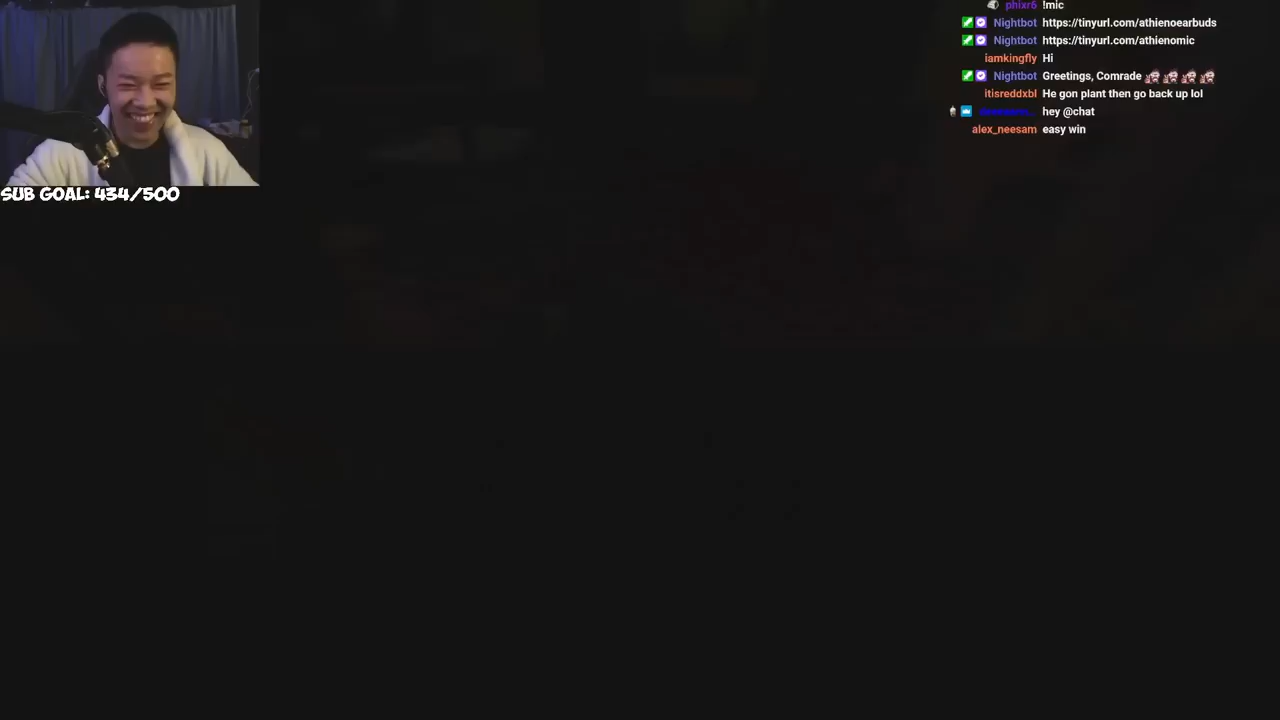 phixr6 !mic
Nightbot https://tinyurl.com/athienoearbuds
Nightbot https://tinyurl.com/athienomic
iamkingfly Hi
Nightbot Greetings, Comrade
itisreddxbl He gon plant then go back up lol
hey @chat
alex_neesam easy win
SUB GOAL: 434/500